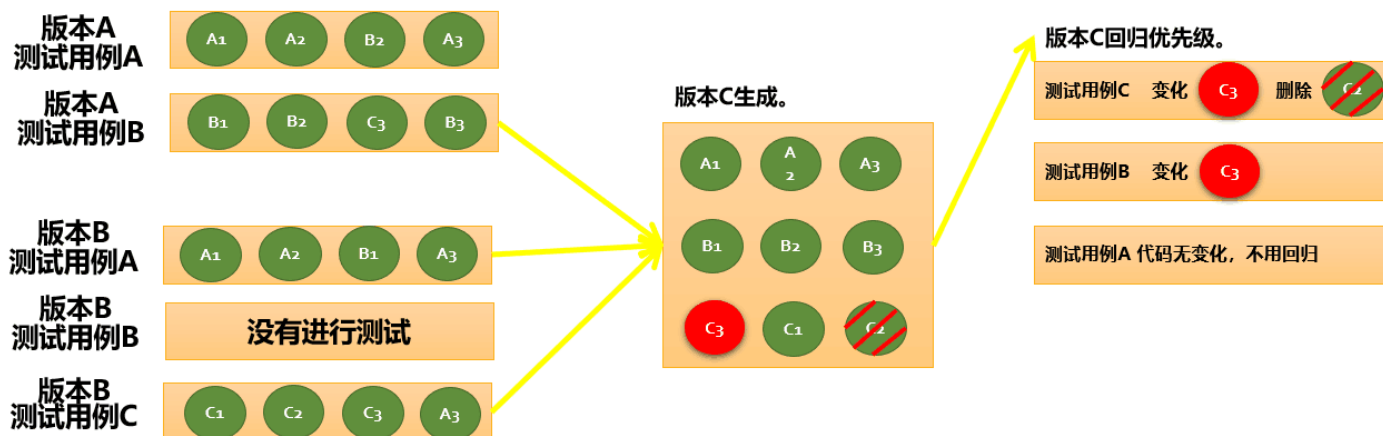 版本A
测试用例A
A1 A2 B2 A3
版本A
测试用例B
B1 B2 C3 B3
版本B
测试用例A
A1 A2 B1 A3
版本B
测试用例B
没有进行测试
版本B
测试用例C
C1 C2 C3 A3
版本C生成。
A1 A
2 A3
B1 B2 B3
C3 C1 C2
版本C回归优先级。
测试用例C 变化 C3 删除 C2
测试用例B 变化 C3
测试用例A 代码无变化，不用回归